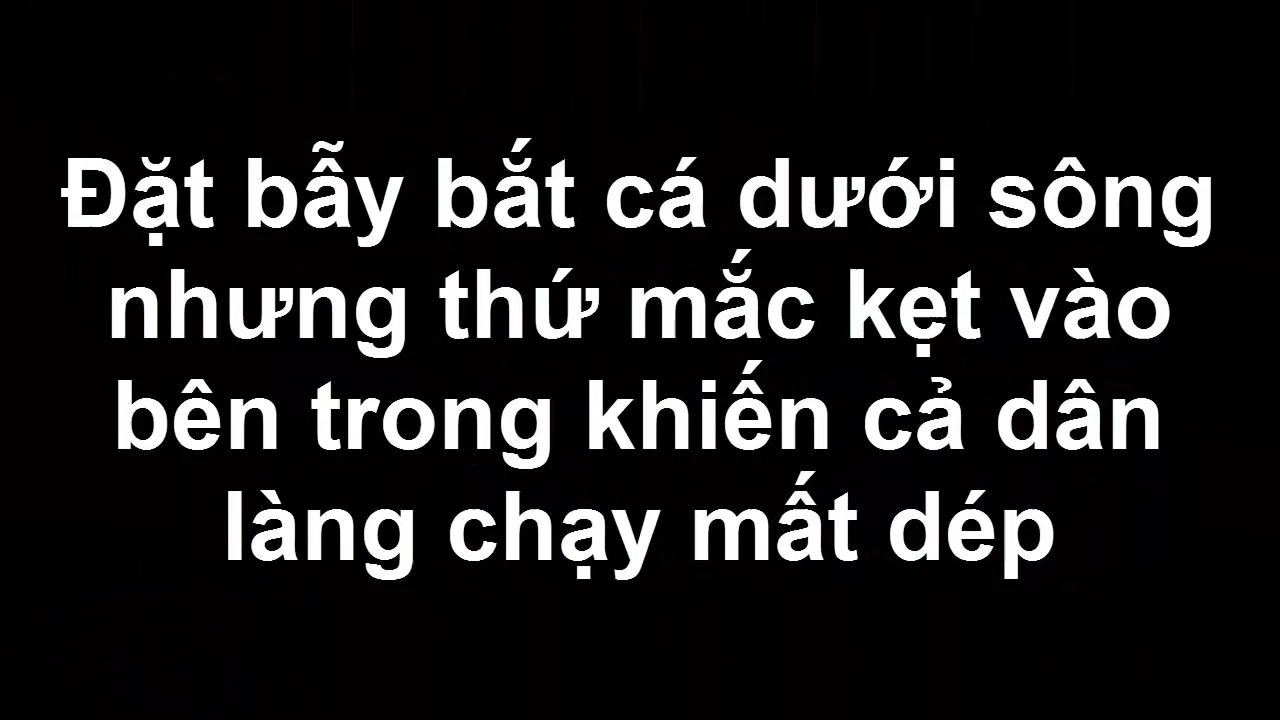 Đặt bẫy bắt cá dưới sông
nhưng thứ mắc kẹt vào
bên trong khiến cả dân
làng chạy mất dép